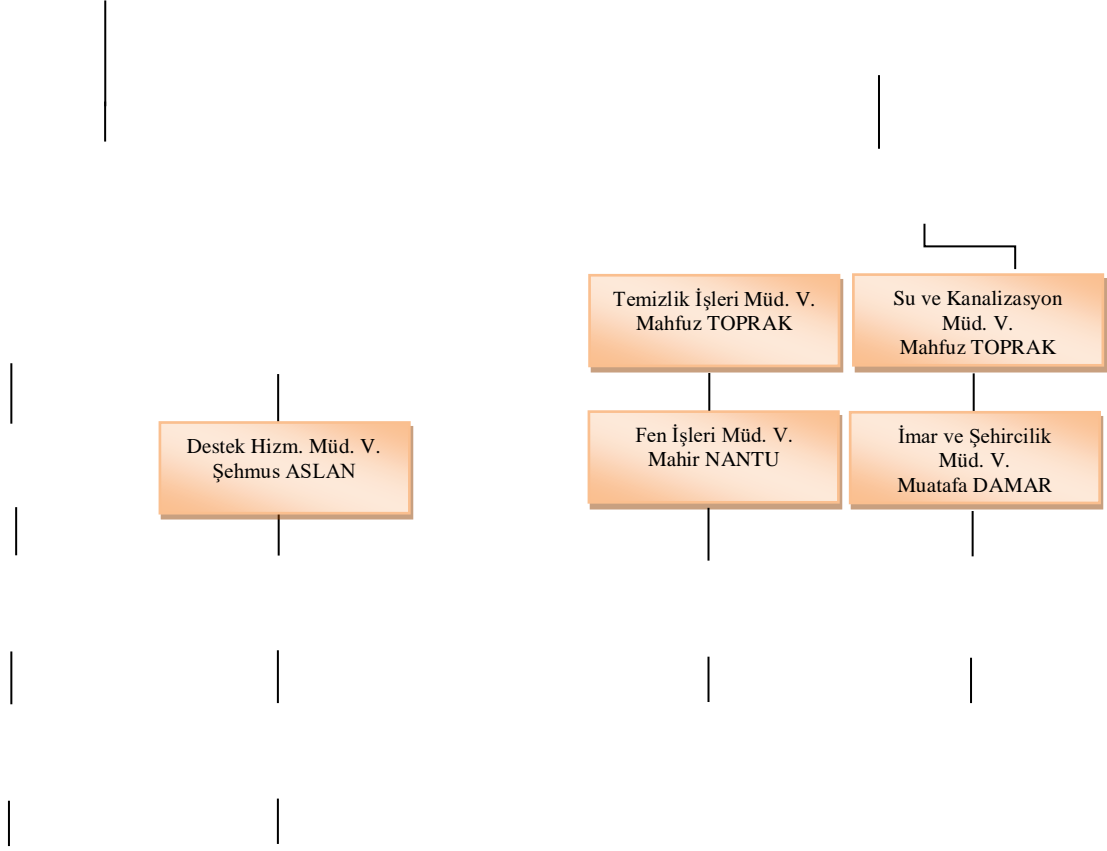 Temizlik İşleri Müd. V.
Mahfuz TOPRAK
Su ve Kanalizasyon
Müd. V.
Mahfuz TOPRAK
Destek Hizm. Müd. V.
Şehmus ASLAN
Fen İşleri Müd. V.
Mahir NANTU
İmar ve Şehircilik
Müd. V.
Muatafa DAMAR